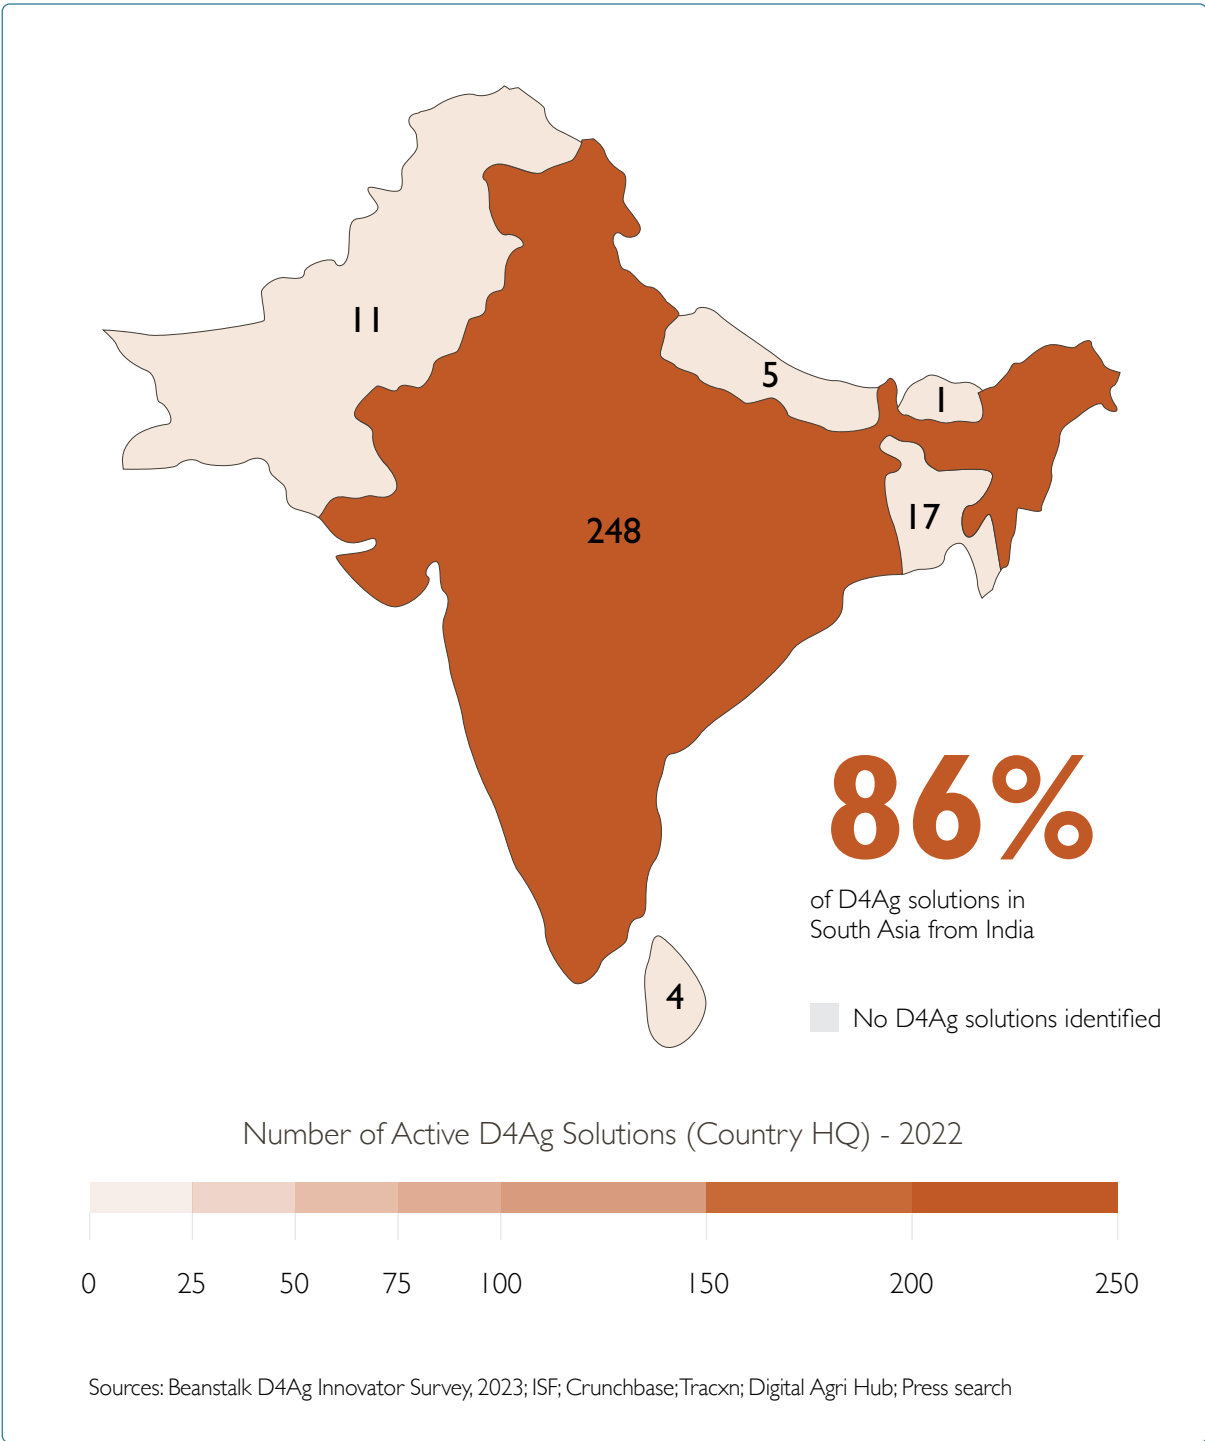 11
5
1
17
248
86%
of D4Ag solutions in
South Asia from India
4
No D4Ag solutions identified
Number of Active D4Ag Solutions (Country HQ) - 2022
0 25 50 75 100 150 200 250
Sources: Beanstalk D4Ag Innovator Survey, 2023; ISF; Crunchbase; Tracxn; Digital Agri Hub; Press search